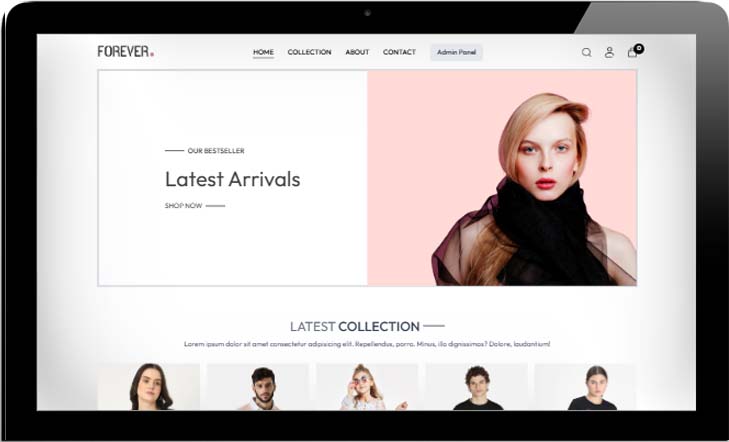 FOREVER.
HOME COLLECTION ABOUT CONTACT Admin Panel
0
OUR BESTSELLER
Latest Arrivals
SHOP NOW
LATEST COLLECTION
Lorem ipsum dolor sit amet consectetur adipisicing elit. Repellendus, porro. Minus, illo dignissimos? Dolore, laudantium!